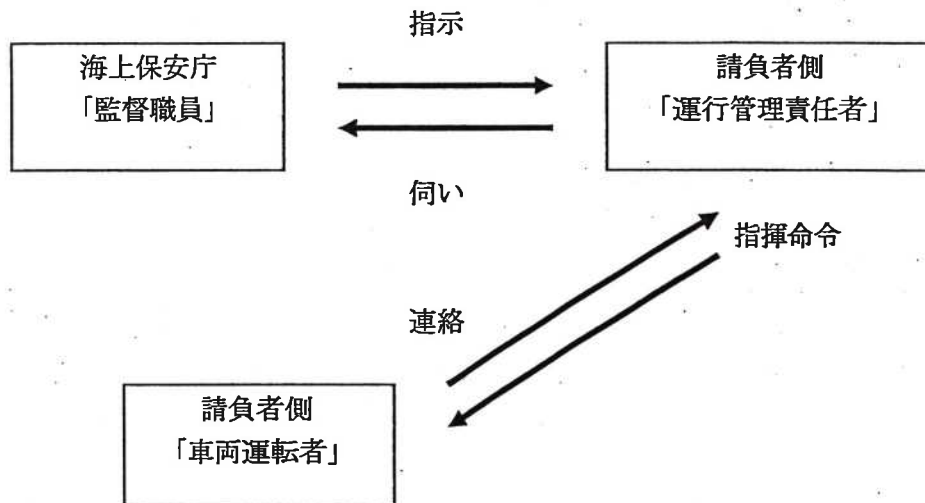 指示
海上保安庁
「監督職員」
請負者側
「運行管理責任者」
伺い
指揮命令
連絡
請負者側
「車両運転者」